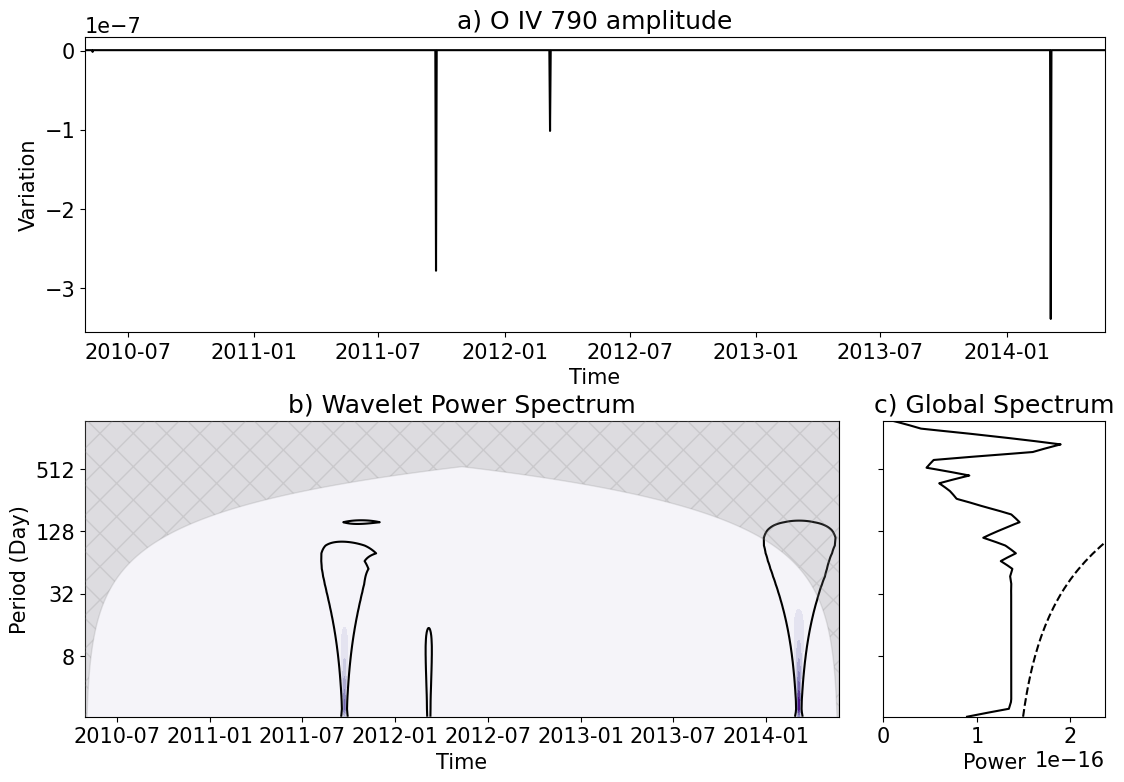 a) O IV 790 amplitude
1e−7
0
−1
−2
−3
Variation
2010-07 2011-01 2011-07 2012-01 2012-07 2013-01 2013-07 2014-01
Time
b) Wavelet Power Spectrum
c) Global Spectrum
512
128
32
8
Period (Day)
2010-07 2011-01 2011-07 2012-01 2012-07 2013-01 2013-07 2014-01
0 1 2
Time
Power 1e−16